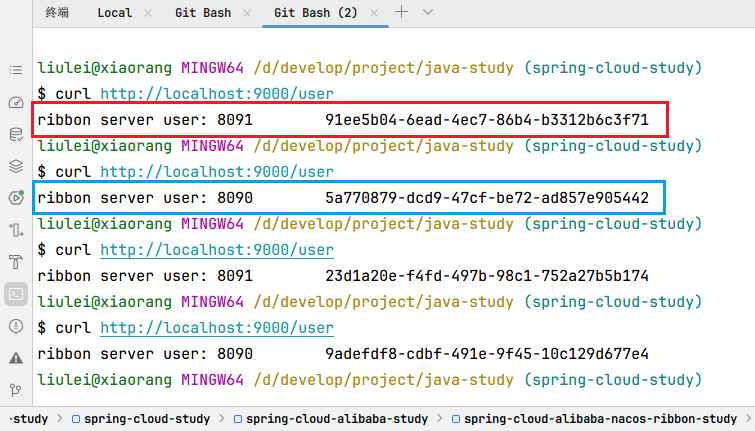 终端 Local Git Bash Git Bash (2)
liulei@xiaorang MINGW64 /d/develop/project/java-study (spring-cloud-study)
$ curl http://localhost:9000/user
ribbon server user: 8091 91ee5b04-6ead-4ec7-86b4-b3312b6c3f71
liulei@xiaorang MINGW64 /d/develop/project/java-study (spring-cloud-study)
$ curl http://localhost:9000/user
ribbon server user: 8090 5a770879-dcd9-47cf-be72-ad857e905442
liulei@xiaorang MINGW64 /d/develop/project/java-study (spring-cloud-study)
$ curl http://localhost:9000/user
ribbon server user: 8091 23d1a20e-f4fd-497b-98c1-752a27b5b174
liulei@xiaorang MINGW64 /d/develop/project/java-study (spring-cloud-study)
$ curl http://localhost:9000/user
ribbon server user: 8090 9adefdf8-cdbf-491e-9f45-10c129d677e4
liulei@xiaorang MINGW64 /d/develop/project/java-study (spring-cloud-study)
-study > spring-cloud-study > spring-cloud-alibaba-study > spring-cloud-alibaba-nacos-ribbon-study >